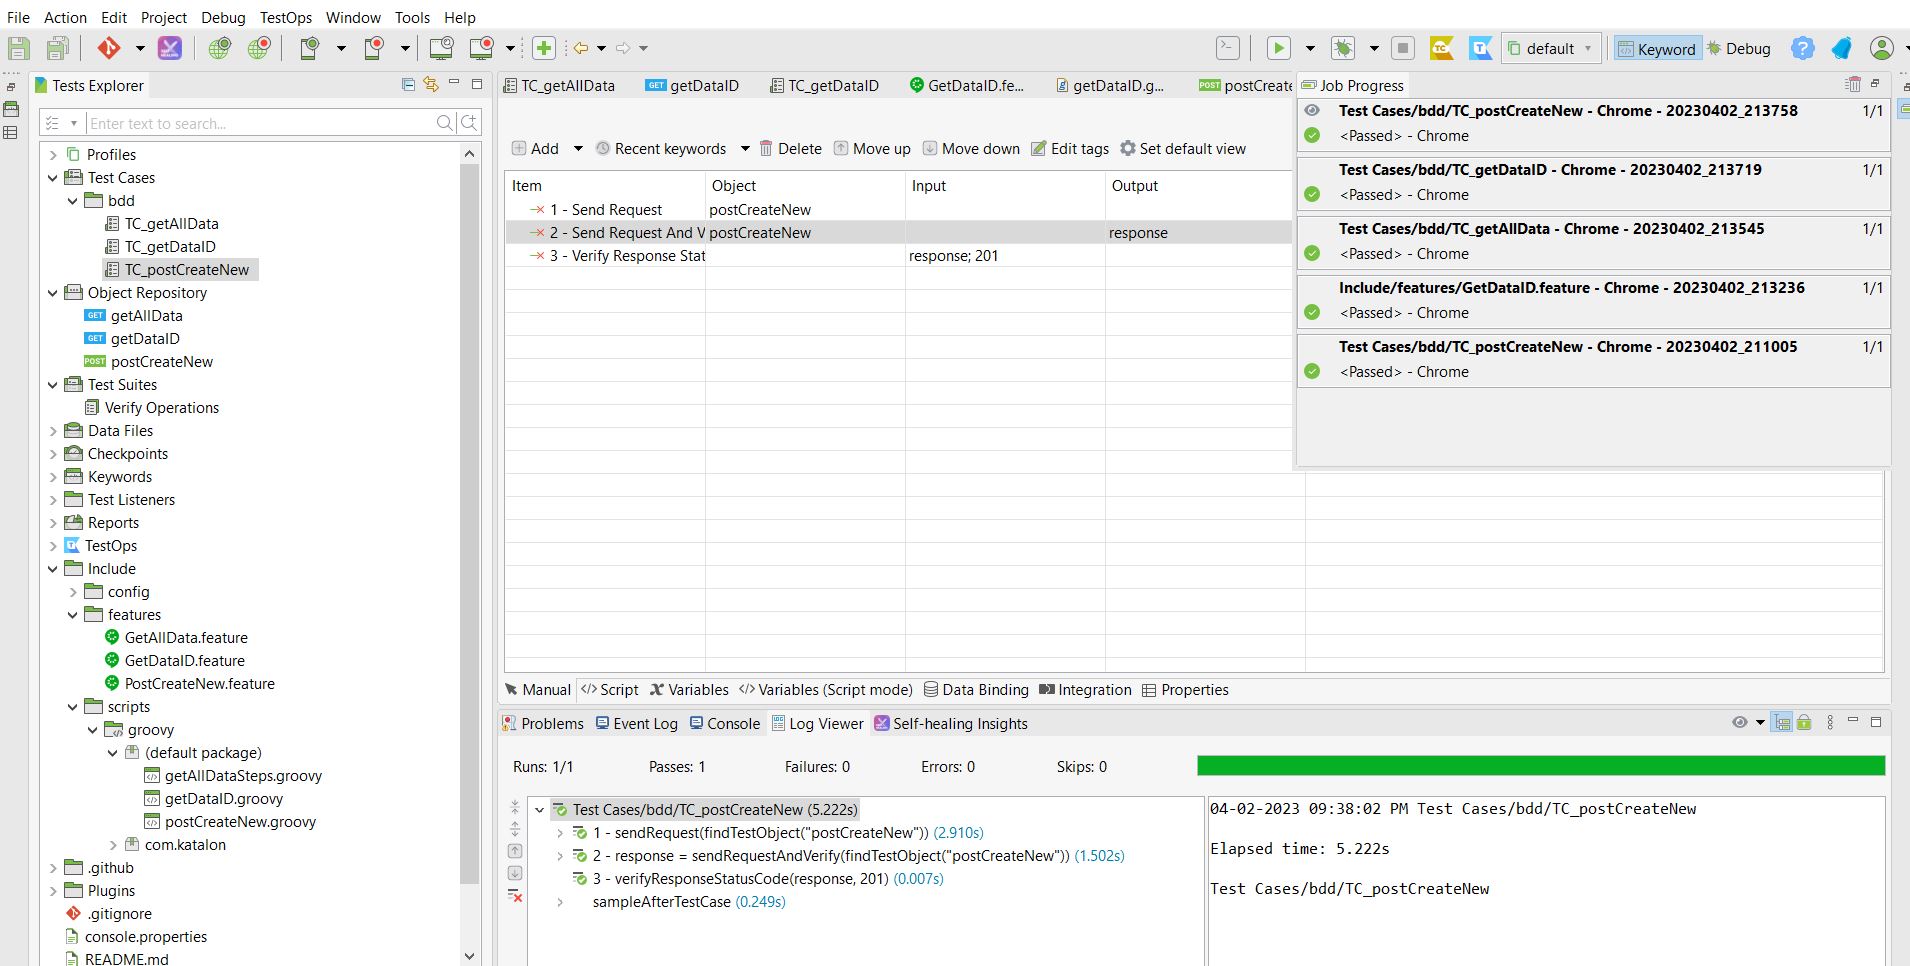 File Action Edit Project Debug TestOps Window Tools Help
default Keyword Debug
Tests Explorer
Enter text to search...
Profiles
Test Cases
bdd
TC_getAllData
TC_getDataID
TC_postCreateNew
Object Repository
GET getAllData
GET getDataID
POST postCreateNew
Test Suites
Verify Operations
Data Files
Checkpoints
Keywords
Test Listeners
Reports
TestOps
Include
config
features
GetAllData.feature
GetDataID.feature
PostCreateNew.feature
scripts
groovy
(default package)
getAllDataSteps.groovy
getDataID.groovy
postCreateNew.groovy
com.katalon
.github
Plugins
.gitignore
console.properties
README.md
TC_getAllData GET getDataID TC_getDataID GetDataID.fe... getDataID.g... POST postCreate
Add Recent keywords Delete Move up Move down Edit tags Set default view
Item Object Input Output
1 - Send Request postCreateNew
2 - Send Request And V postCreateNew response
3 - Verify Response Stat response; 201
Job Progress
Test Cases/bdd/TC_postCreateNew - Chrome - 20230402_213758 1/1
<Passed> - Chrome
Test Cases/bdd/TC_getDataID - Chrome - 20230402_213719 1/1
<Passed> - Chrome
Test Cases/bdd/TC_getAllData - Chrome - 20230402_213545 1/1
<Passed> - Chrome
Include/features/GetDataID.feature - Chrome - 20230402_213236 1/1
<Passed> - Chrome
Test Cases/bdd/TC_postCreateNew - Chrome - 20230402_211005 1/1
<Passed> - Chrome
Manual Script Variables Variables (Script mode) Data Binding Integration Properties
Problems Event Log Console Log Viewer Self-healing Insights
Runs: 1/1 Passes: 1 Failures: 0 Errors: 0 Skips: 0
Test Cases/bdd/TC_postCreateNew (5.222s)
1 - sendRequest(findTestObject("postCreateNew")) (2.910s)
2 - response = sendRequestAndVerify(findTestObject("postCreateNew")) (1.502s)
3 - verifyResponseStatusCode(response, 201) (0.007s)
sampleAfterTestCase (0.249s)
04-02-2023 09:38:02 PM Test Cases/bdd/TC_postCreateNew
Elapsed time: 5.222s
Test Cases/bdd/TC_postCreateNew